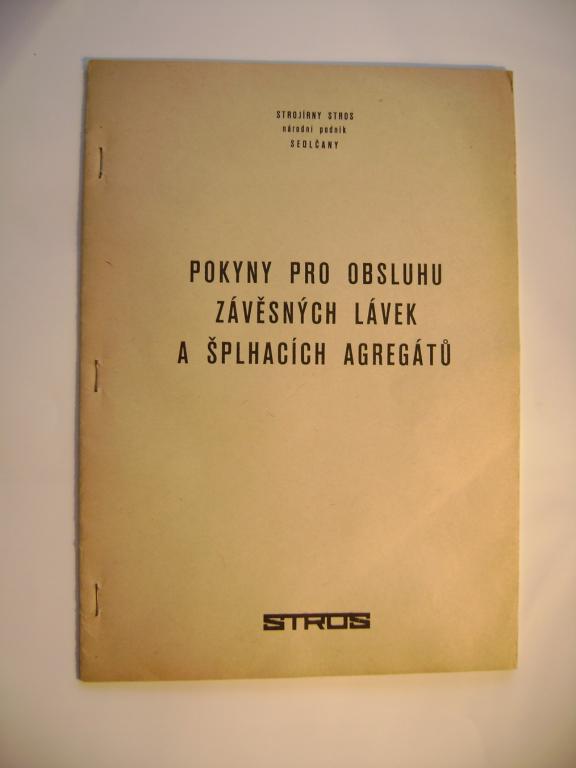 STROJÍRNY STROS
národní podnik
SEDLČANY
POKYNY PRO OBSLUHU
ZÁVĚSNÝCH LÁVEK
A ŠPLHACÍCH AGREGÁTŮ
STROS